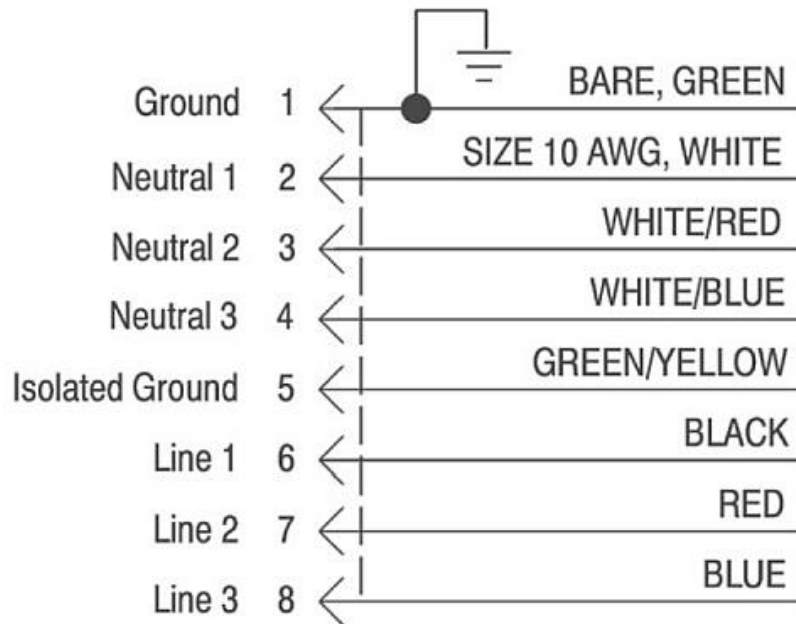 Ground 1 BARE, GREEN
Neutral 1 2 SIZE 10 AWG, WHITE
Neutral 2 3 WHITE/RED
Neutral 3 4 WHITE/BLUE
Isolated Ground 5 GREEN/YELLOW
Line 1 6 BLACK
Line 2 7 RED
Line 3 8 BLUE